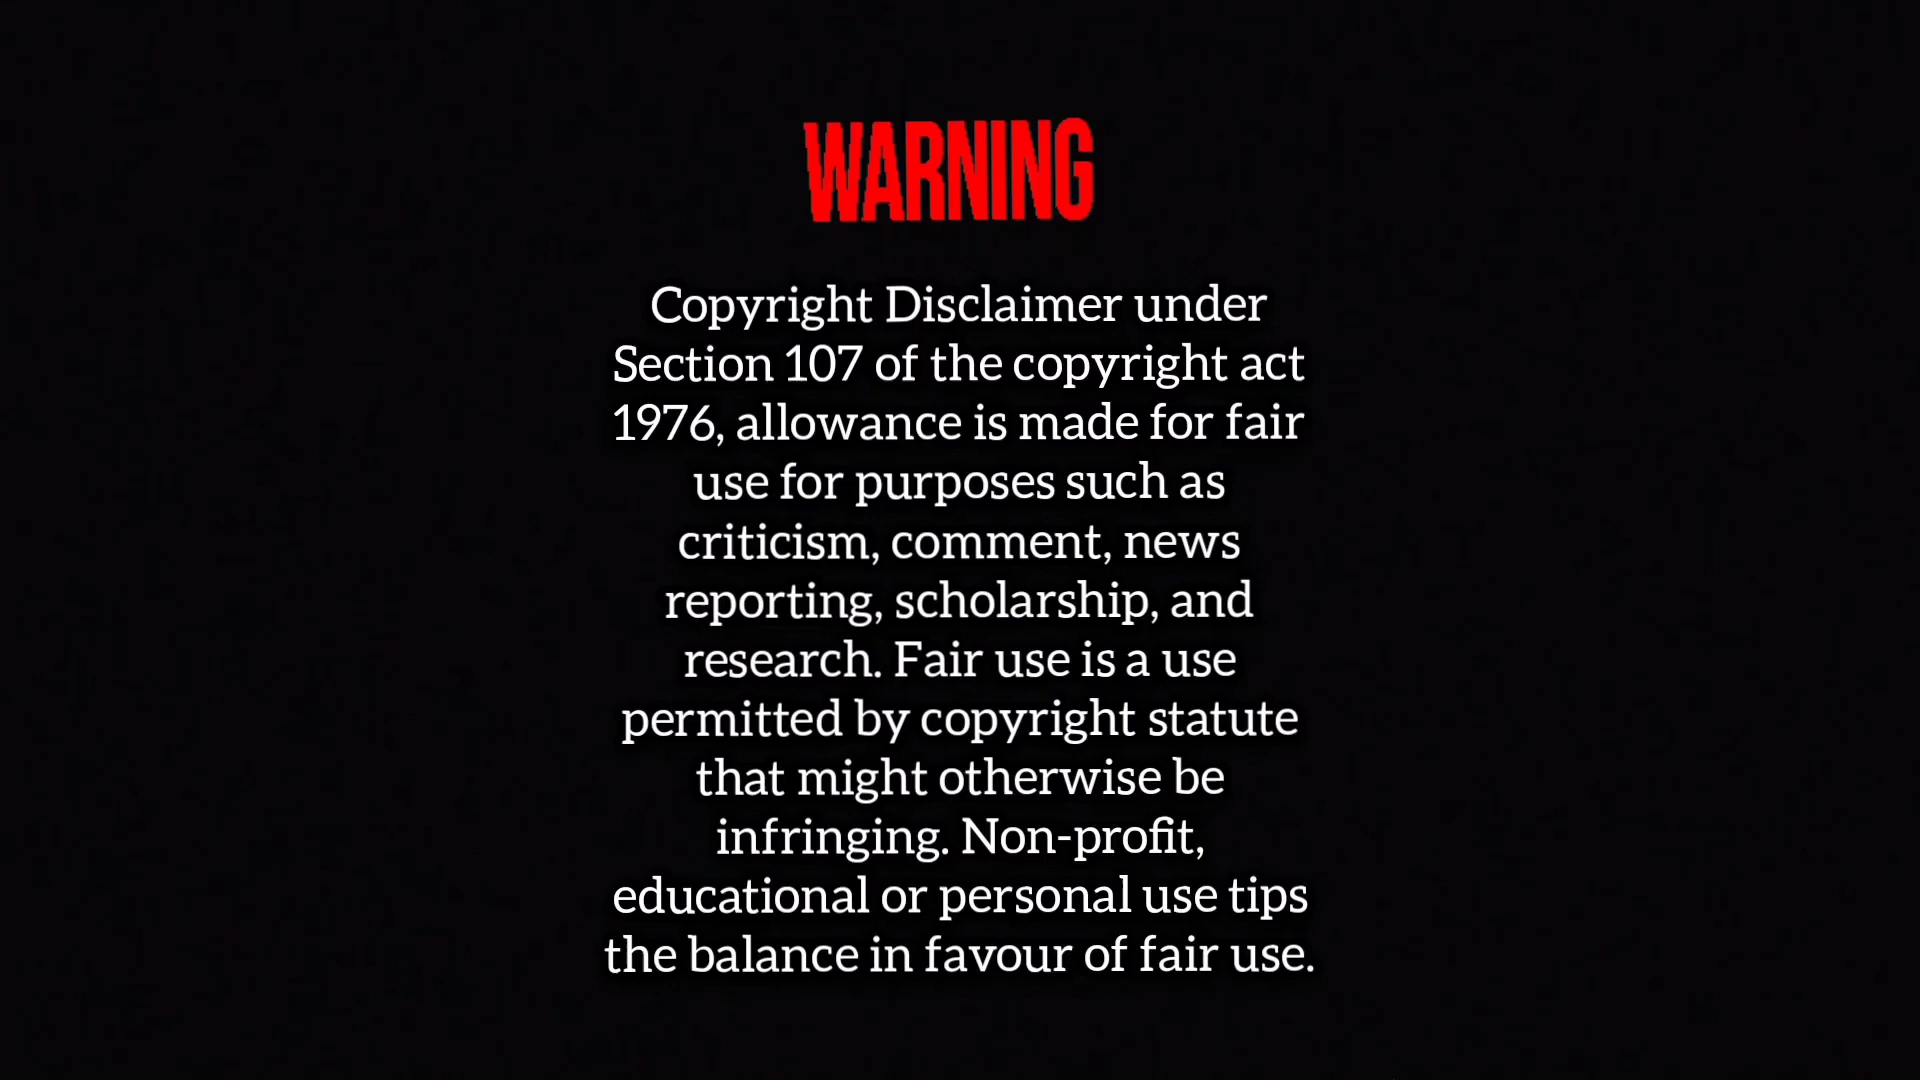 WARNING
Copyright Disclaimer under
Section 107 of the copyright act
1976, allowance is made for fair
use for purposes such as
criticism, comment, news
reporting, scholarship, and
research. Fair use is a use
permitted by copyright statute
that might otherwise be
infringing. Non-profit,
educational or personal use tips
the balance in favour of fair use.